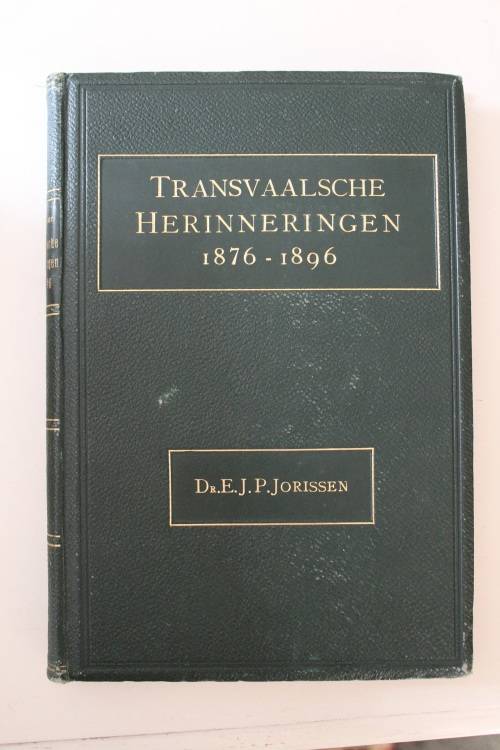 TRANSVAALSCHE
HERINNERINGEN
1876-1896
DR. E. J. P. JORISSEN